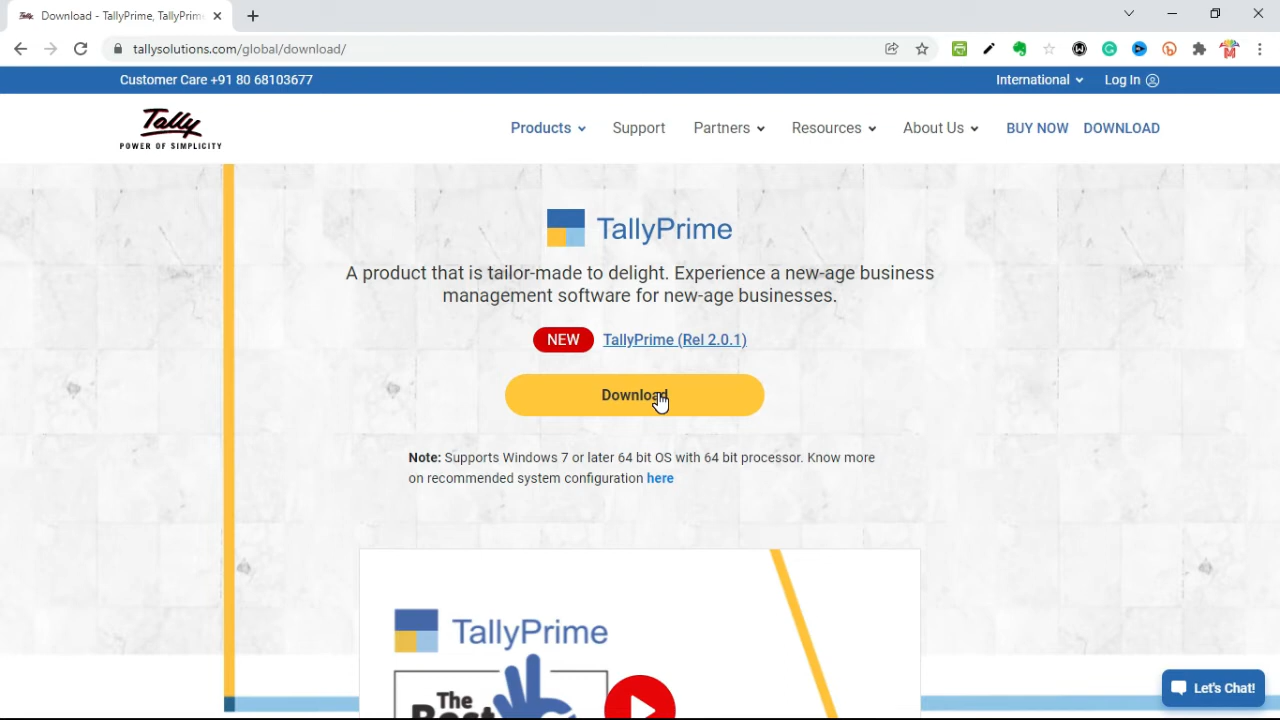 Download - TallyPrime, TallyPrime
tallysolutions.com/global/download/
Customer Care +91 80 68103677
International
Log In
Tally
POWER OF SIMPLICITY
Products
Support
Partners
Resources
About Us
BUY NOW
DOWNLOAD
TallyPrime
A product that is tailor-made to delight. Experience a new-age business
management software for new-age businesses.
NEW TallyPrime (Rel 2.0.1)
Download
Note: Supports Windows 7 or later 64 bit OS with 64 bit processor. Know more
on recommended system configuration here
TallyPrime
The
Best
Let's Chat!